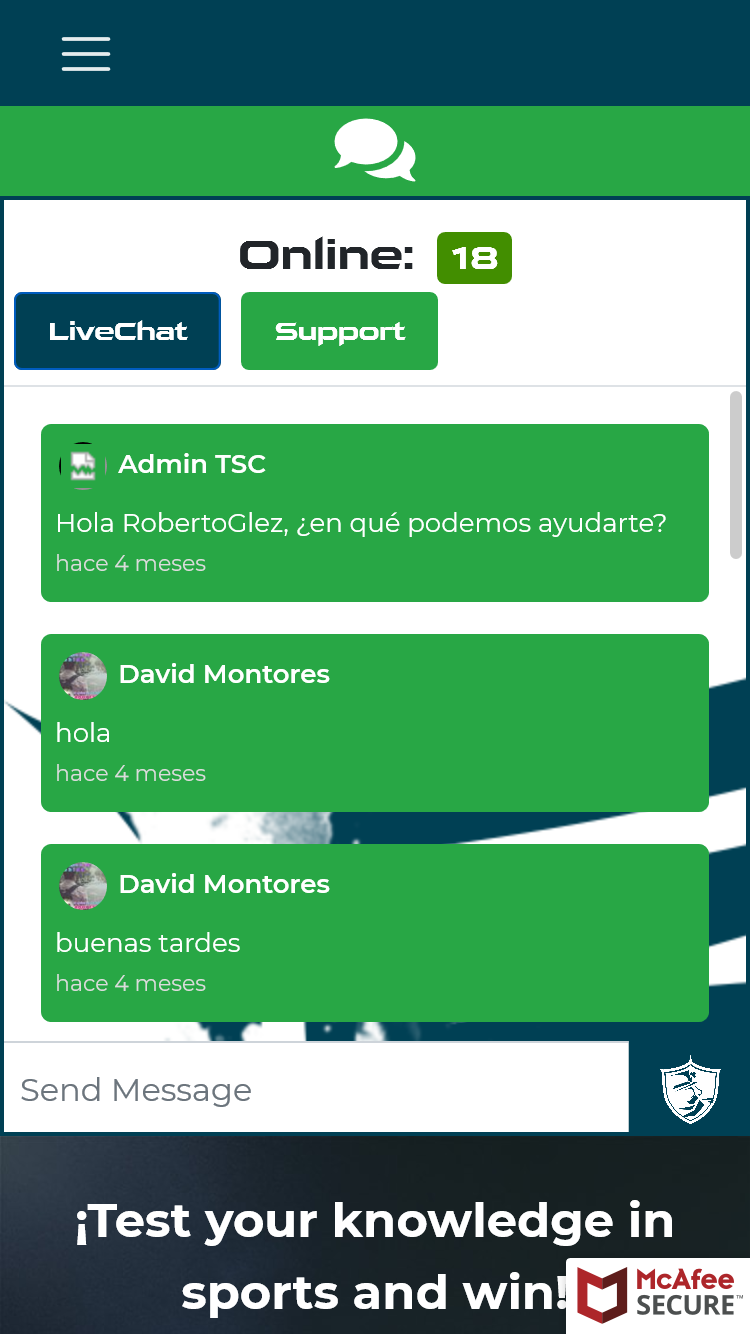 Online: 18
LiveChat Support
Admin TSC
Hola RobertoGlez, ¿en qué podemos ayudarte?
hace 4 meses
David Montores
hola
hace 4 meses
David Montores
buenas tardes
hace 4 meses
Send Message
¡Test your knowledge in
sports and win!
McAfee
SECURE™